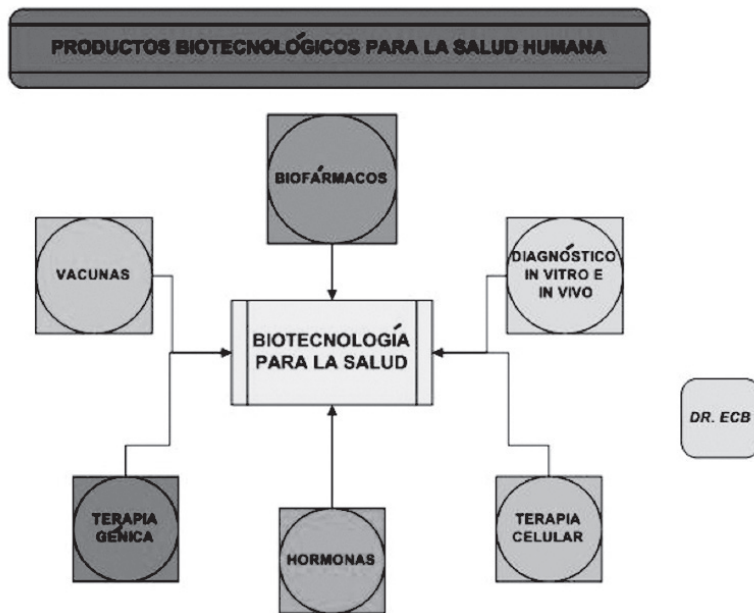 PRODUCTOS BIOTECNOLÓGICOS PARA LA SALUD HUMANA
BIOFÁRMACOS
VACUNAS
DIAGNÓSTICO
IN VITRO E
IN VIVO
BIOTECNOLOGÍA
PARA LA SALUD
DR. ECB
TERAPIA
GÉNICA
HORMONAS
TERAPIA
CELULAR